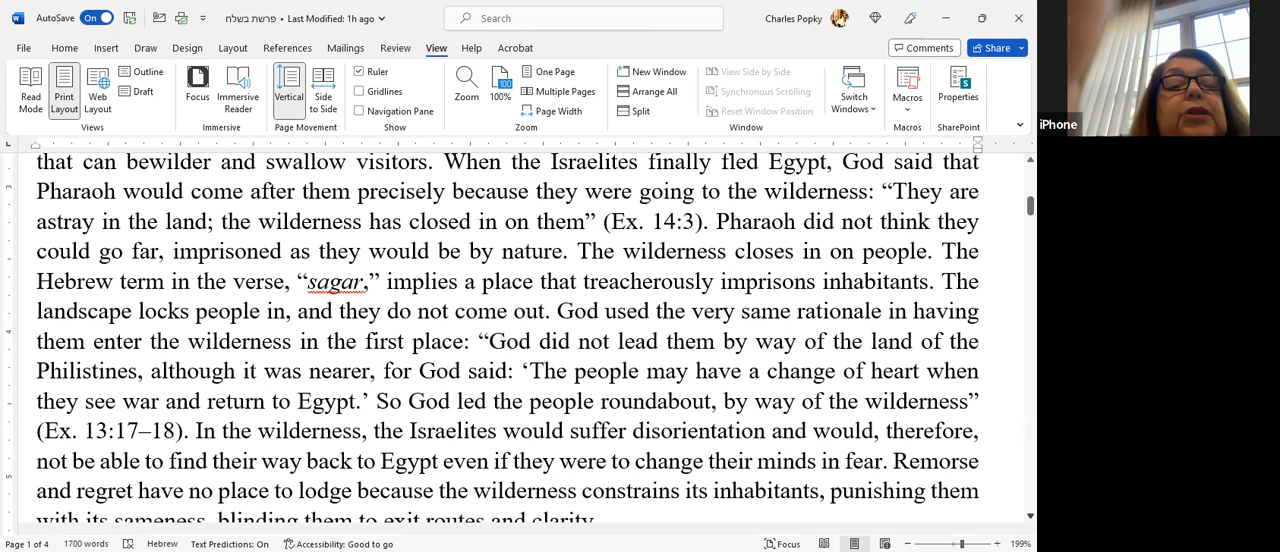 AutoSave On פרשת בשלח • Last Modified: 1h ago Search Charles Popky
File Home Insert Draw Design Layout References Mailings Review View Help Acrobat Comments Share
Read Mode
Print Layout
Web Layout
Outline
Draft
Views
Focus
Immersive Reader
Immersive
Vertical
Side to Side
Page Movement
Ruler
Gridlines
Navigation Pane
Show
Zoom
100
100%
One Page
Multiple Pages
Page Width
Zoom
New Window
Arrange All
Split
View Side by Side
Synchronous Scrolling
Reset Window Position
Switch Windows
Window
Macros
Macros
Properties
SharePoint
iPhone
that can bewilder and swallow visitors. When the Israelites finally fled Egypt, God said that
Pharaoh would come after them precisely because they were going to the wilderness: “They are
astray in the land; the wilderness has closed in on them” (Ex. 14:3). Pharaoh did not think they
could go far, imprisoned as they would be by nature. The wilderness closes in on people. The
Hebrew term in the verse, “sagar,” implies a place that treacherously imprisons inhabitants. The
landscape locks people in, and they do not come out. God used the very same rationale in having
them enter the wilderness in the first place: “God did not lead them by way of the land of the
Philistines, although it was nearer, for God said: ‘The people may have a change of heart when
they see war and return to Egypt.’ So God led the people roundabout, by way of the wilderness”
(Ex. 13:17–18). In the wilderness, the Israelites would suffer disorientation and would, therefore,
not be able to find their way back to Egypt even if they were to change their minds in fear. Remorse
and regret have no place to lodge because the wilderness constrains its inhabitants, punishing them
with its sameness, blinding them to exit routes and clarity.
Page 1 of 4 1700 words Hebrew Text Predictions: On Accessibility: Good to go Focus 199%